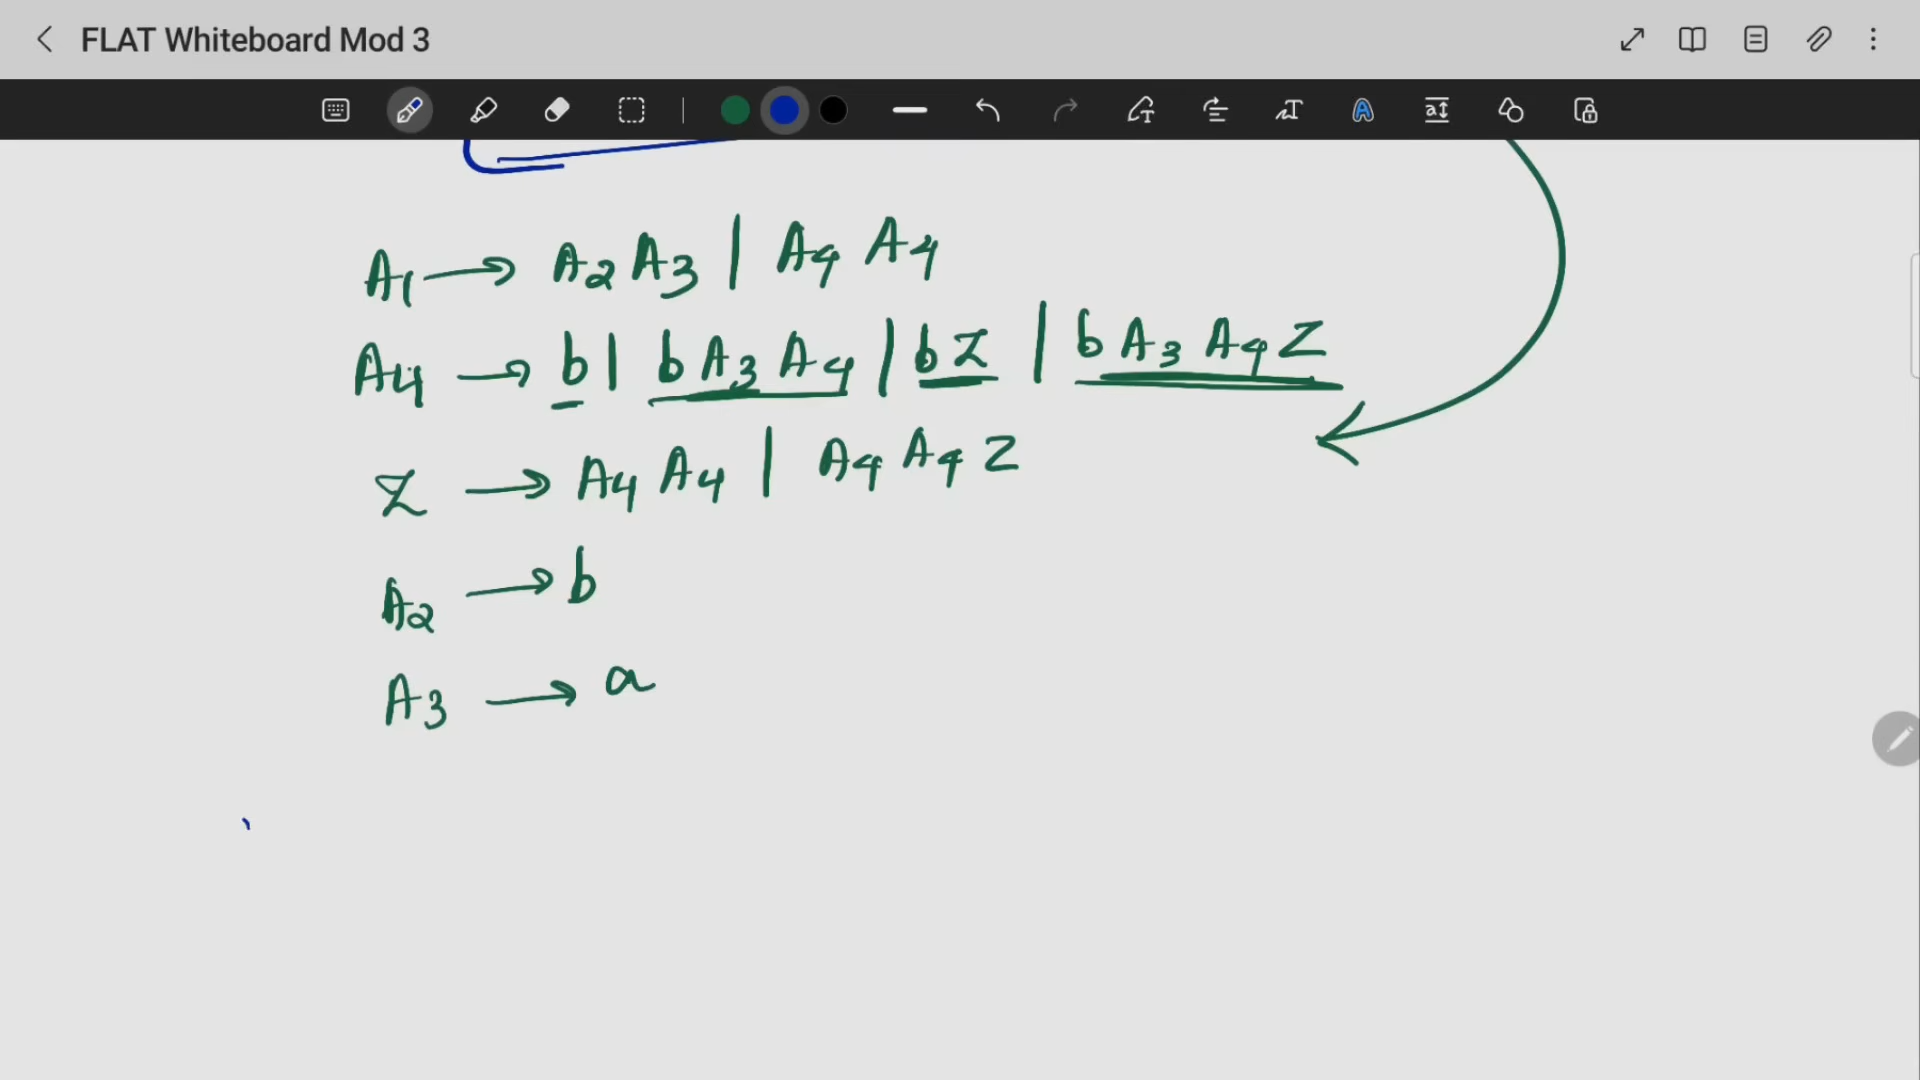 FLAT Whiteboard Mod 3
A1 → A2 A3 | A4 A4
A4 → b | b A3 A4 | b Z | b A3 A4 Z
Z → A4 A4 | A4 A4 Z
A2 → b
A3 → a